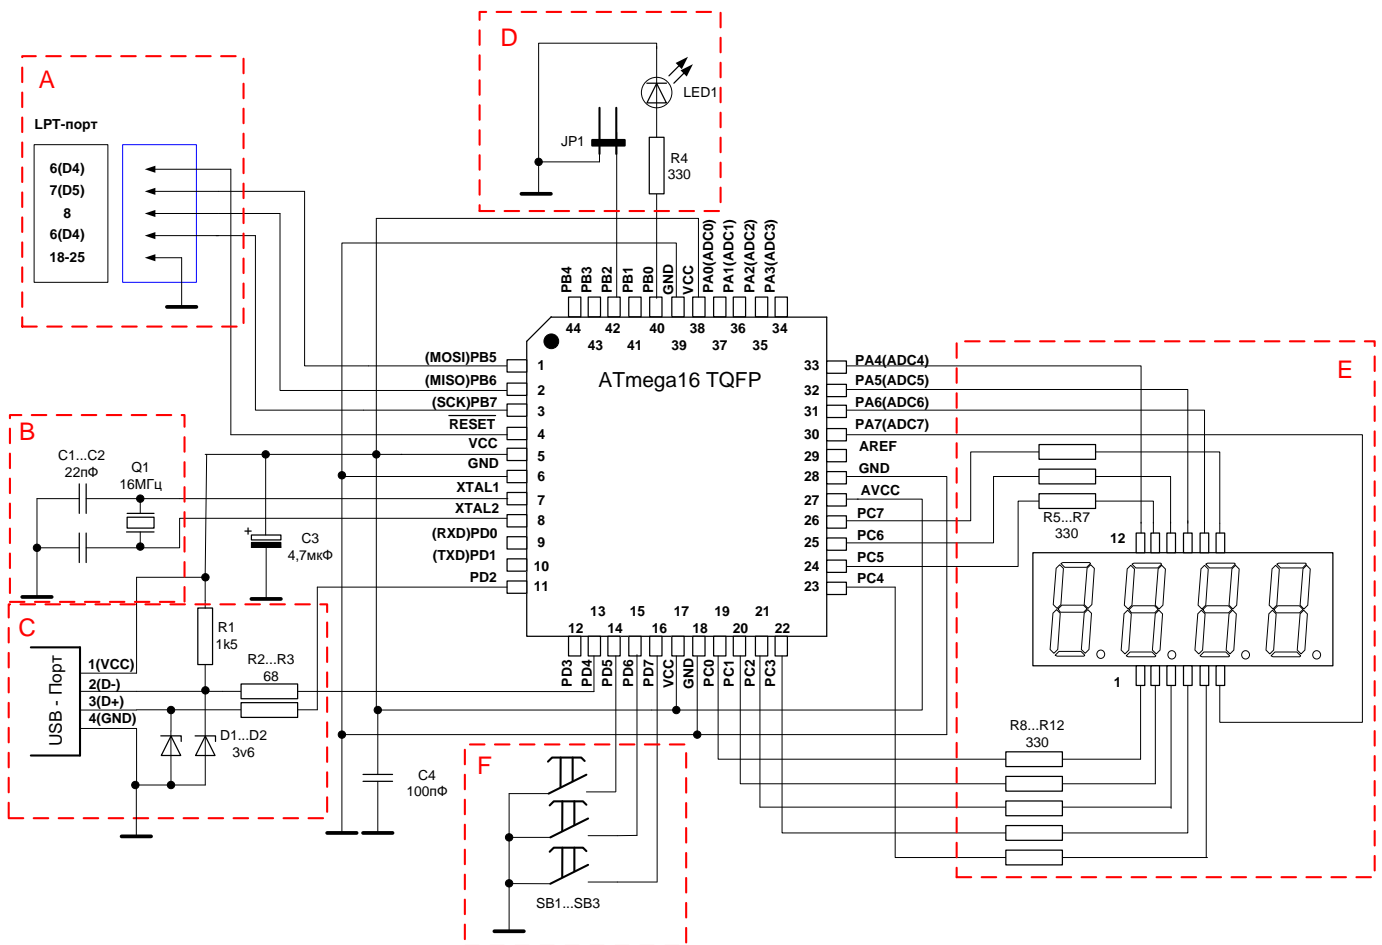 A
LPT-порт
6(D4)
7(D5)
8
6(D4)
18-25
D
LED1
JP1
R4
330
PB4
PB3
PB2
PB1
PB0
GND
VCC
PA0(ADC0)
PA1(ADC1)
PA2(ADC2)
PA3(ADC3)
44
43
42
41
40
39
38
37
36
35
34
ATmega16 TQFP
(MOSI)PB5
1
(MISO)PB6
2
(SCK)PB7
3
RESET
4
VCC
5
GND
6
XTAL1
7
XTAL2
8
(RXD)PD0
9
(TXD)PD1
10
PD2
11
33
PA4(ADC4)
32
PA5(ADC5)
31
PA6(ADC6)
30
PA7(ADC7)
29
AREF
28
GND
27
AVCC
26
PC7
25
PC6
24
PC5
23
PC4
12
13
14
15
16
17
18
19
20
21
22
PD3
PD4
PD5
PD6
PD7
VCC
GND
PC0
PC1
PC2
PC3
B
C1...C2
22пФ
Q1
16МГц
+
C3
4,7мкФ
C
USB - Порт
1(VCC)
2(D-)
3(D+)
4(GND)
R1
1k5
R2...R3
68
D1...D2
3v6
C4
100пФ
F
SB1...SB3
E
R5...R7
330
12
8.8.8.8.
1
R8...R12
330